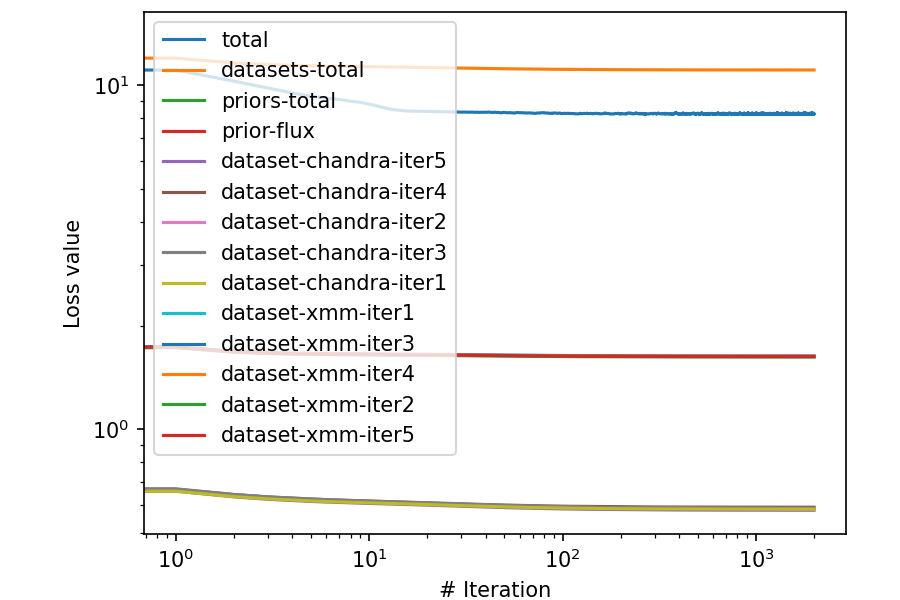 total
datasets-total
priors-total
prior-flux
dataset-chandra-iter5
dataset-chandra-iter4
dataset-chandra-iter2
dataset-chandra-iter3
dataset-chandra-iter1
dataset-xmm-iter1
dataset-xmm-iter3
dataset-xmm-iter4
dataset-xmm-iter2
dataset-xmm-iter5
10¹
10⁰
Loss value
10⁰ 10¹ 10² 10³
# Iteration